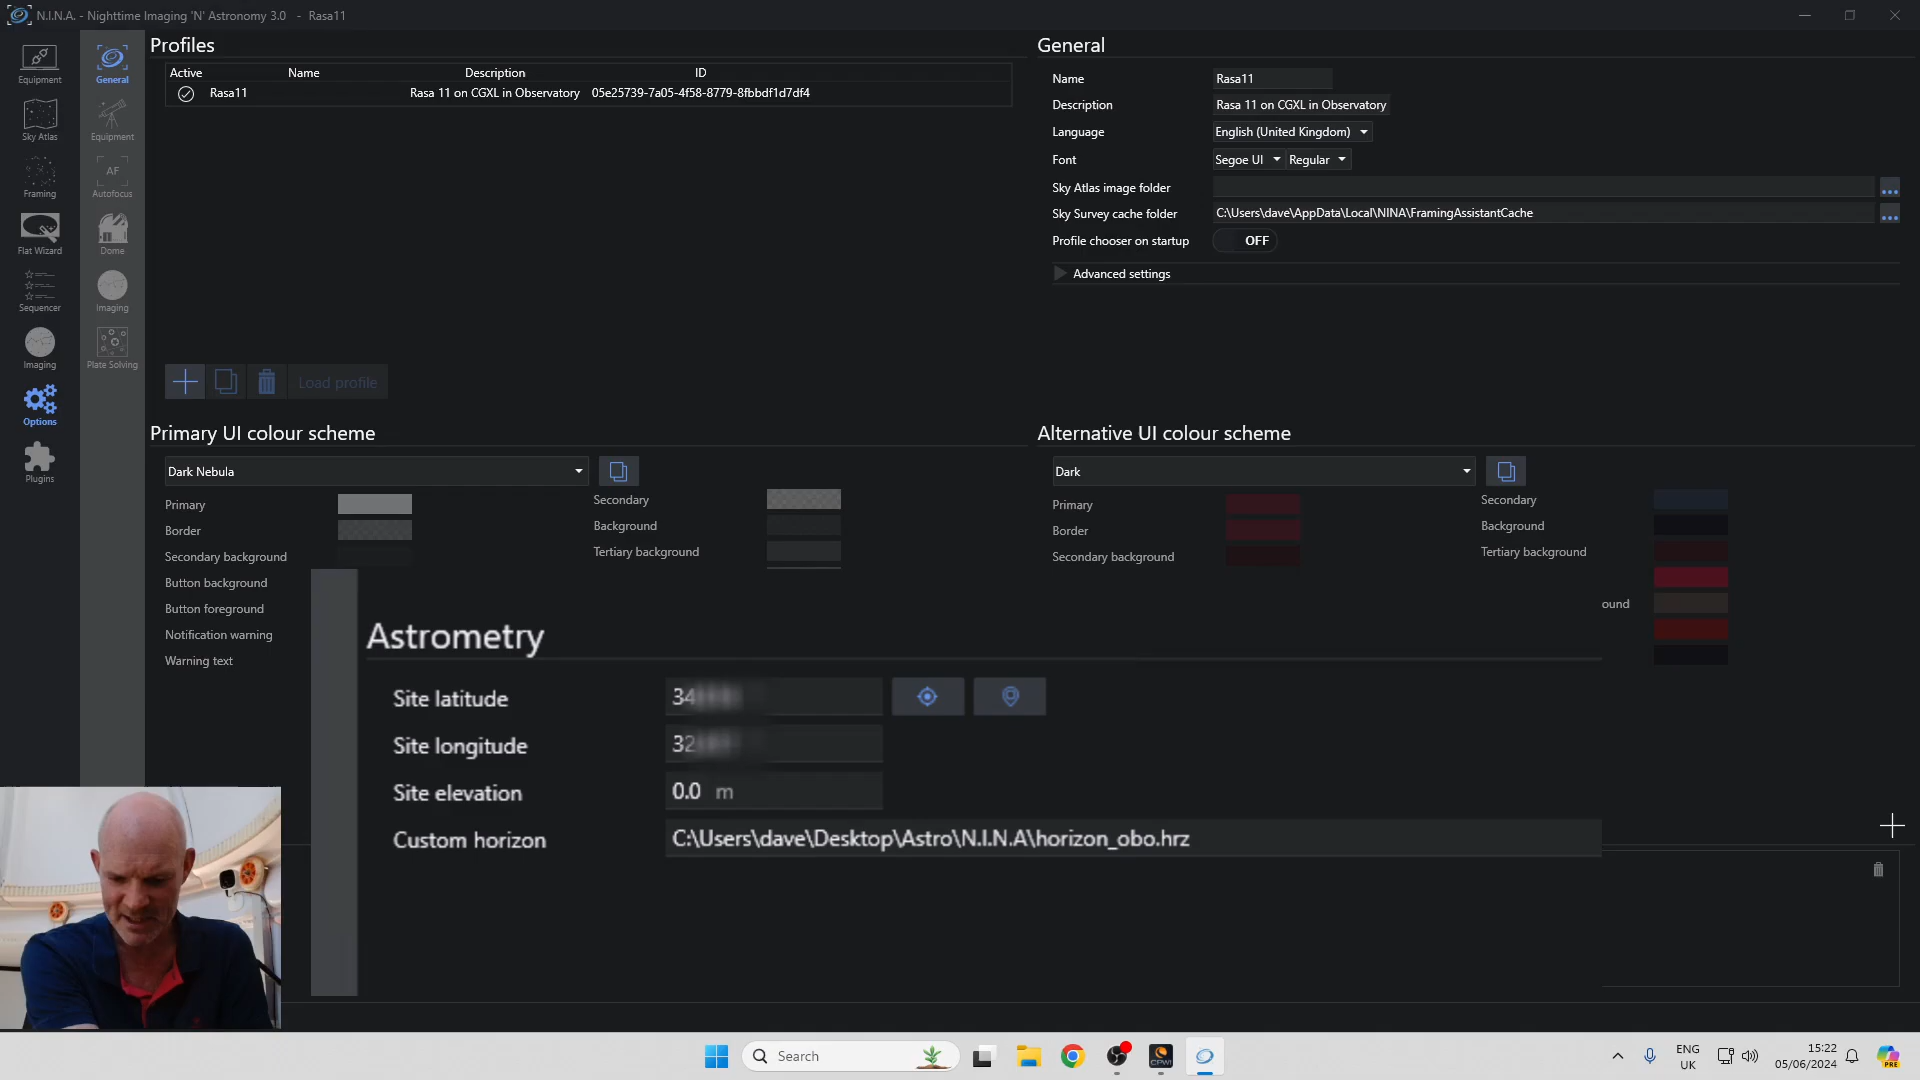 N.I.N.A. - Nighttime Imaging 'N' Astronomy 3.0 - Rasa11
Equipment
Sky Atlas
Framing
Flat Wizard
Sequencer
Imaging
Options
Plugins
General
Equipment
AF
Autofocus
Dome
Imaging
Plate Solving
Profiles
Active Name Description ID
Rasa11 Rasa 11 on CGXL in Observatory 05e25739-7a05-4f58-8779-8fbbdf1d7df4
Load profile
General
Name Rasa11
Description Rasa 11 on CGXL in Observatory
Language English (United Kingdom)
Font Segoe UI Regular
Sky Atlas image folder ...
Sky Survey cache folder C:\Users\dave\AppData\Local\NINA\FramingAssistantCache ...
Profile chooser on startup OFF
Advanced settings
Primary UI colour scheme
Dark Nebula
Primary Secondary
Border Background
Secondary background Tertiary background
Button background
Button foreground
Notification warning
Warning text
Alternative UI colour scheme
Dark
Primary Secondary
Border Background
Secondary background Tertiary background
ound
Astrometry
Site latitude 34
Site longitude 32
Site elevation 0.0 m
Custom horizon C:\Users\dave\Desktop\Astro\N.I.N.A\horizon_obo.hrz
Search
CPWI
ENG
UK
15:22
05/06/2024
PRE